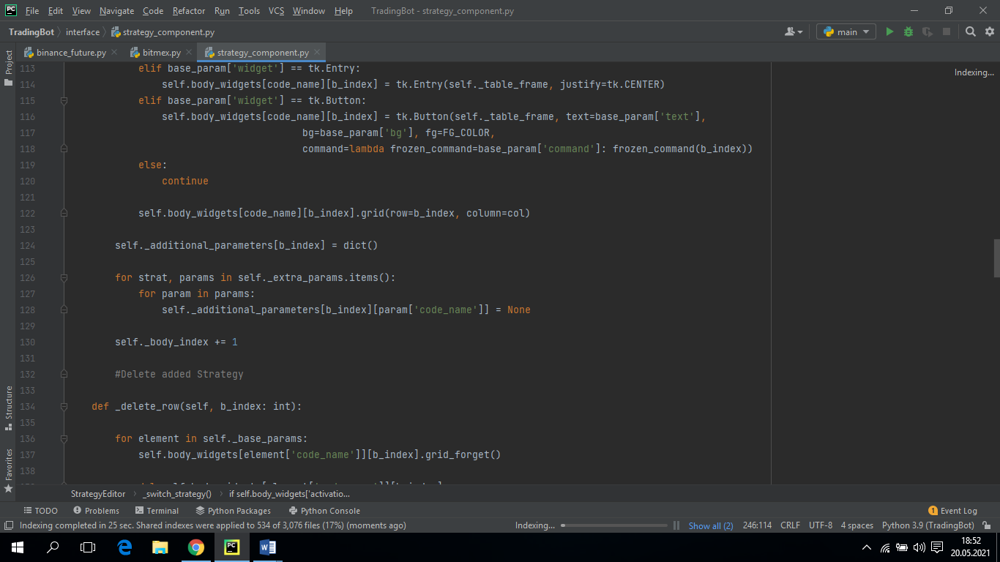 PC File Edit View Navigate Code Refactor Run Tools VCS Window Help TradingBot - strategy_component.py
TradingBot interface strategy_component.py main
binance_future.py bitmex.py strategy_component.py
Project
Indexing...
113 elif base_param['widget'] == tk.Entry:
114 self.body_widgets[code_name][b_index] = tk.Entry(self._table_frame, justify=tk.CENTER)
115 elif base_param['widget'] == tk.Button:
116 self.body_widgets[code_name][b_index] = tk.Button(self._table_frame, text=base_param['text'],
117 bg=base_param['bg'], fg=FG_COLOR,
118 command=lambda frozen_command=base_param['command']: frozen_command(b_index))
119 else:
120 continue
121
122 self.body_widgets[code_name][b_index].grid(row=b_index, column=col)
123
124 self._additional_parameters[b_index] = dict()
125
126 for strat, params in self._extra_params.items():
127 for param in params:
128 self._additional_parameters[b_index][param['code_name']] = None
129
130 self._body_index += 1
131
132 #Delete added Strategy
133
134 def _delete_row(self, b_index: int):
135
136 for element in self._base_params:
137 self.body_widgets[element['code_name']][b_index].grid_forget()
138
Structure
Favorites
StrategyEditor _switch_strategy() if self.body_widgets['activatio...
TODO Problems Terminal Python Packages Python Console 1 Event Log
Indexing completed in 25 sec. Shared indexes were applied to 534 of 3,076 files (17%) (moments ago) Indexing... Show all (2) 246:114 CRLF UTF-8 4 spaces Python 3.9 (TradingBot)
PC W 18:52
20.05.2021